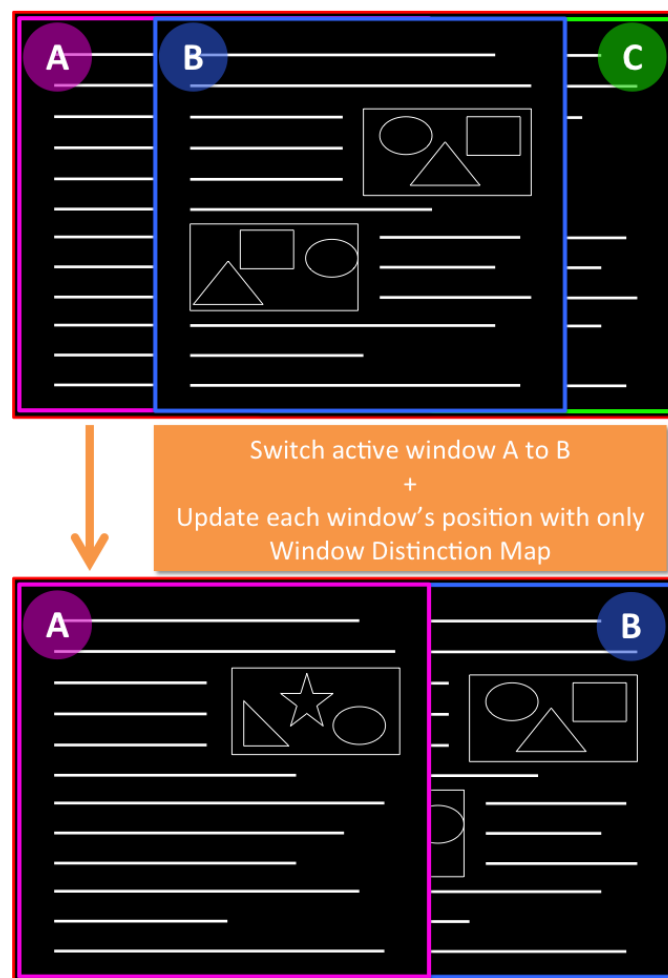 A
B
C
Switch active window A to B
+
Update each window's position with only
Window Distinction Map
A
B